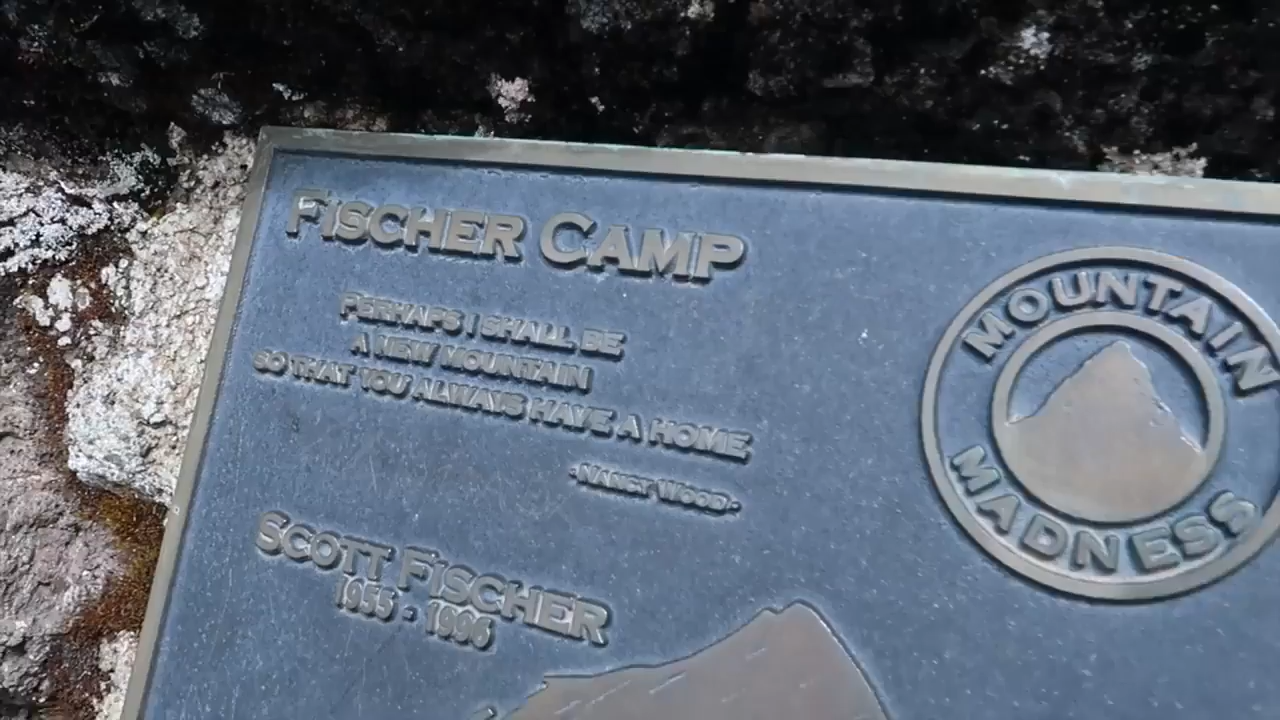 FISCHER CAMP
PERHAPS I SHALL BE
A NEW MOUNTAIN
SO THAT YOU ALWAYS HAVE A HOME
-NANCY WOOD-
SCOTT FISCHER
1955 - 1996
MOUNTAIN
MADNESS